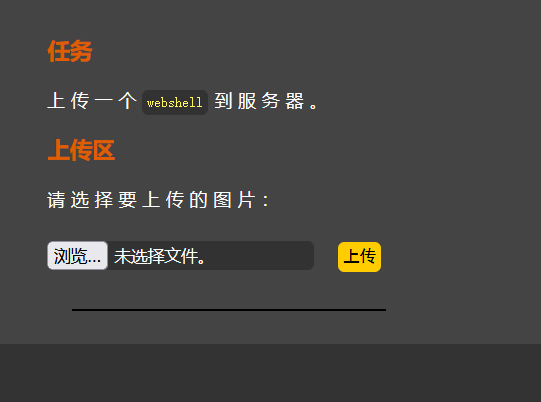 任务
上传一个 webshell 到服务器。
上传区
请选择要上传的图片：
浏览... 未选择文件。 上传